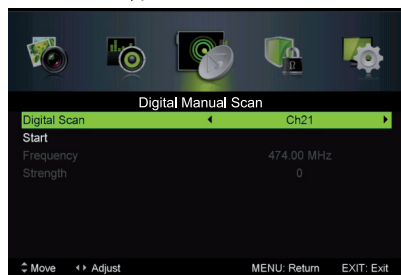 Digital Manual Scan
Digital Scan Ch21
Start
Frequency 474.00 MHz
Strength 0
Move Adjust MENU: Return EXIT: Exit